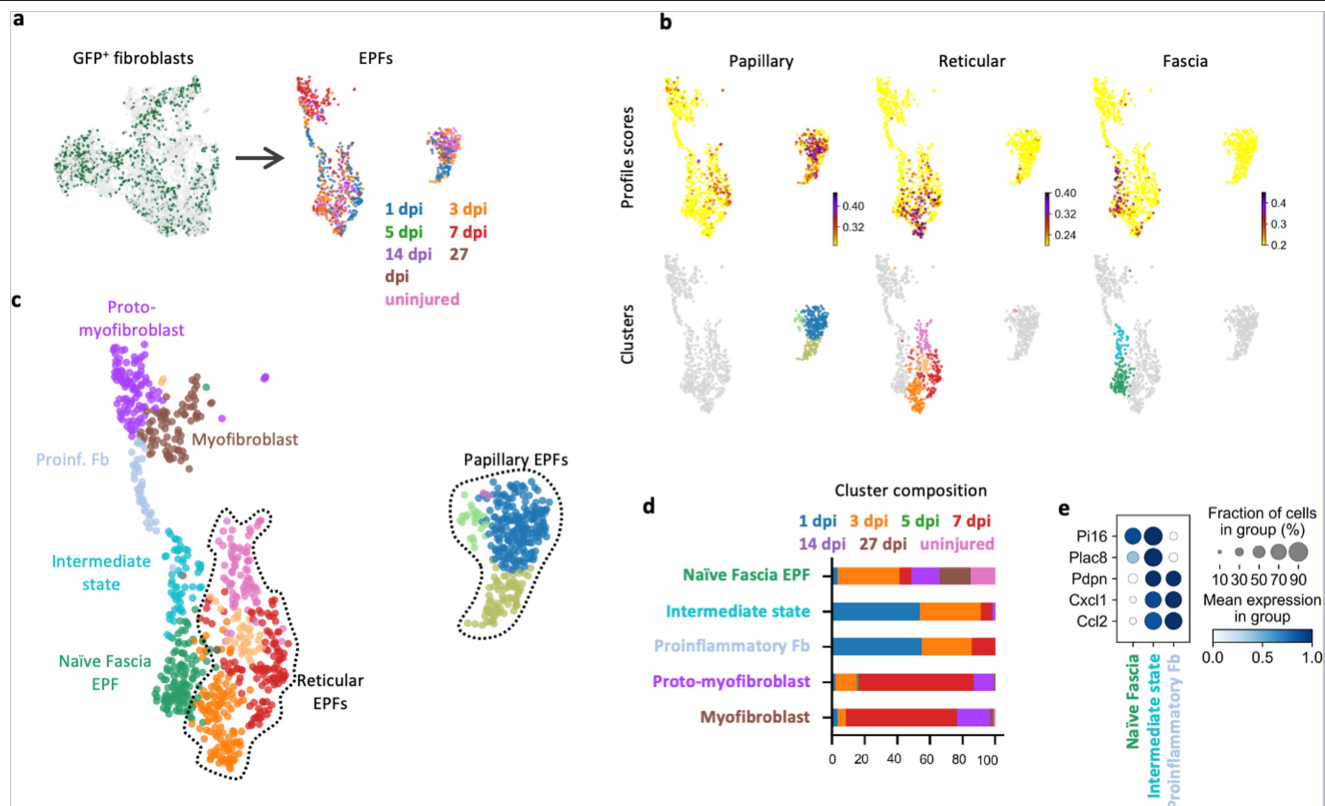 a
GFP⁺ fibroblasts
EPFs
1 dpi 3 dpi
5 dpi 7 dpi
14 dpi 27
dpi
uninjured
b
Papillary
Reticular
Fascia
Profile scores
0.40
0.32
0.40
0.32
0.24
0.4
0.3
0.2
Clusters
c
Proto-
myofibroblast
Myofibroblast
Proinf. Fb
Intermediate
state
Naïve Fascia
EPF
Reticular
EPFs
Papillary EPFs
d
Cluster composition
1 dpi 3 dpi 5 dpi 7 dpi
14 dpi 27 dpi uninjured
Naïve Fascia EPF
Intermediate state
Proinflammatory Fb
Proto-myofibroblast
Myofibroblast
0 20 40 60 80 100
e
Pi16
Plac8
Pdpn
Cxcl1
Ccl2
Naïve Fascia
Intermediate state
Proinflammatory Fb
Fraction of cells
in group (%)
10 30 50 70 90
Mean expression
in group
0.0 0.5 1.0